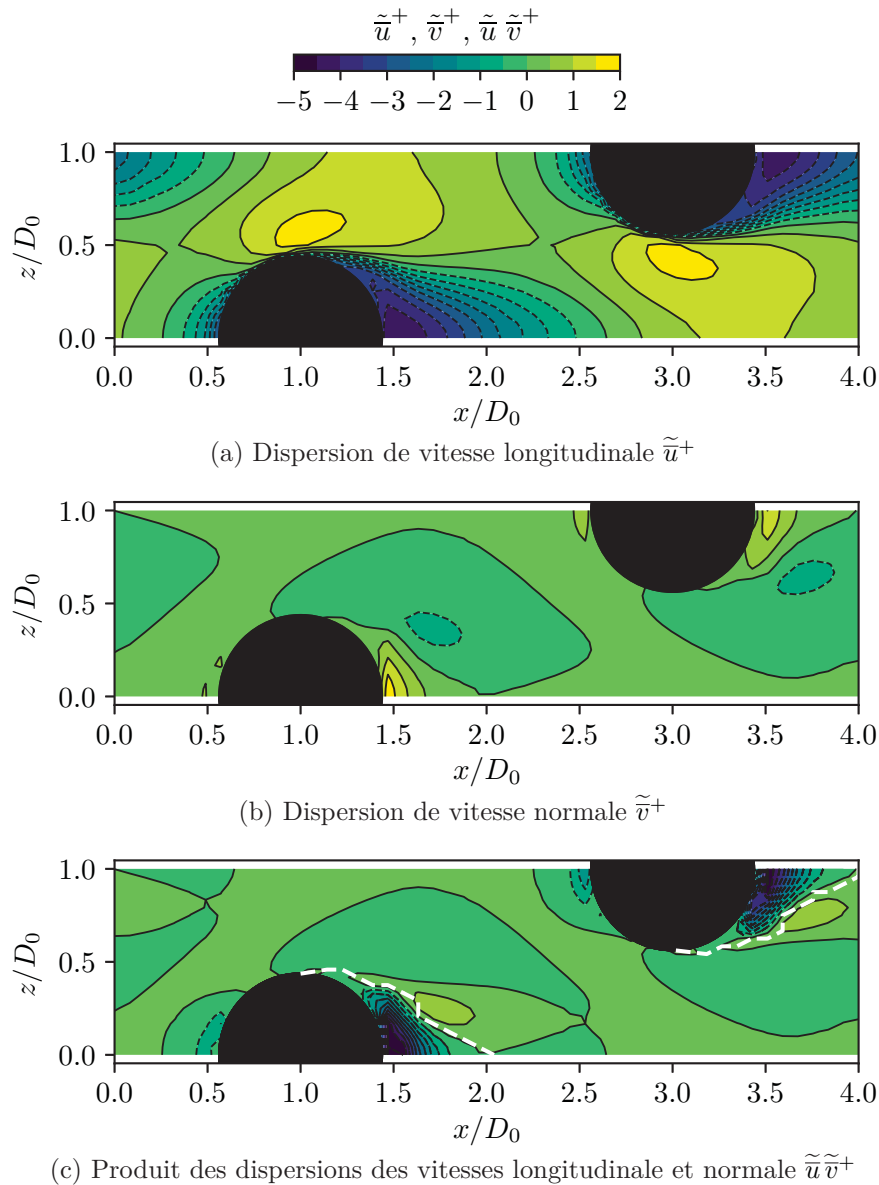 ũ̅⁺, ṽ̅⁺, ũ̅ ṽ̅⁺
−5 −4 −3 −2 −1 0 1 2
1.0
0.5
0.0
z/D₀
0.0 0.5 1.0 1.5 2.0 2.5 3.0 3.5 4.0
x/D₀
(a) Dispersion de vitesse longitudinale ũ̅⁺
1.0
0.5
0.0
z/D₀
0.0 0.5 1.0 1.5 2.0 2.5 3.0 3.5 4.0
x/D₀
(b) Dispersion de vitesse normale ṽ̅⁺
1.0
0.5
0.0
z/D₀
0.0 0.5 1.0 1.5 2.0 2.5 3.0 3.5 4.0
x/D₀
(c) Produit des dispersions des vitesses longitudinale et normale ũ̅ ṽ̅⁺